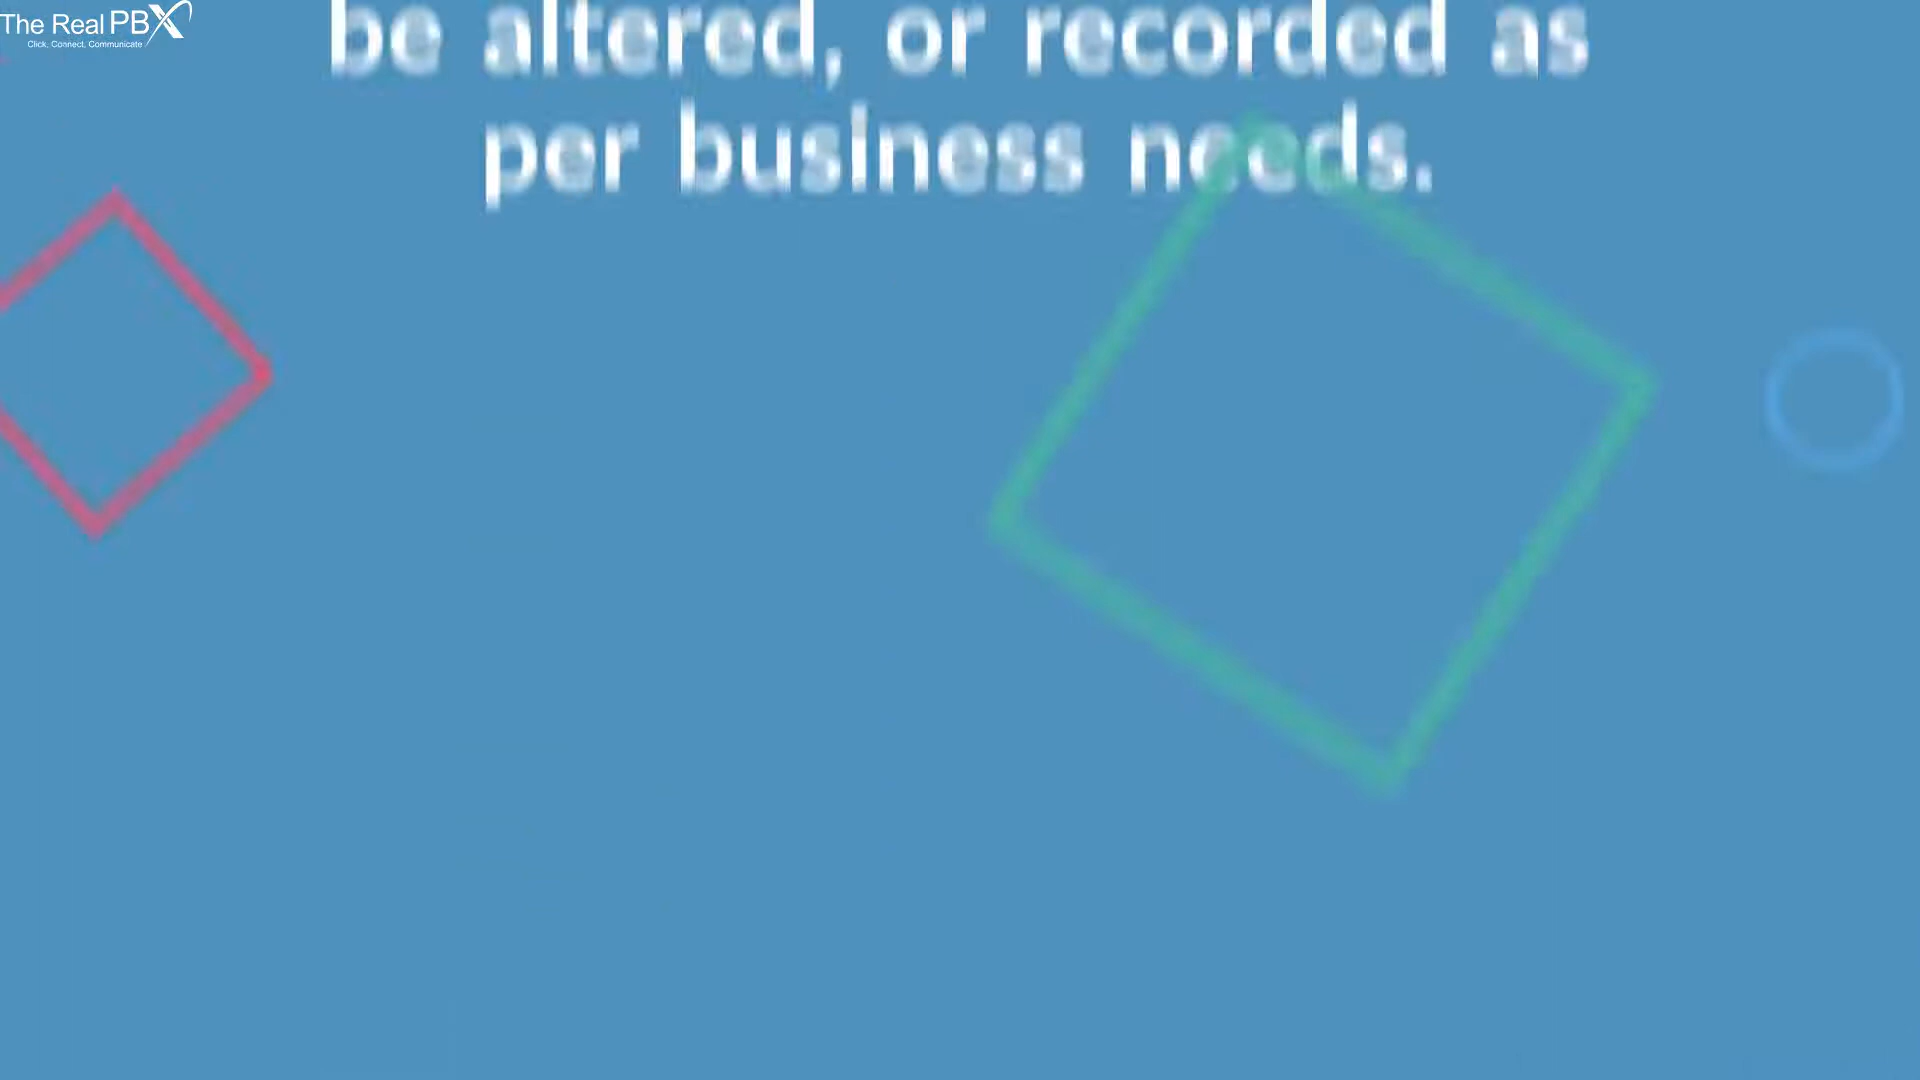 The Real PBX
Click, Connect, Communicate
be altered, or recorded as
per business needs.